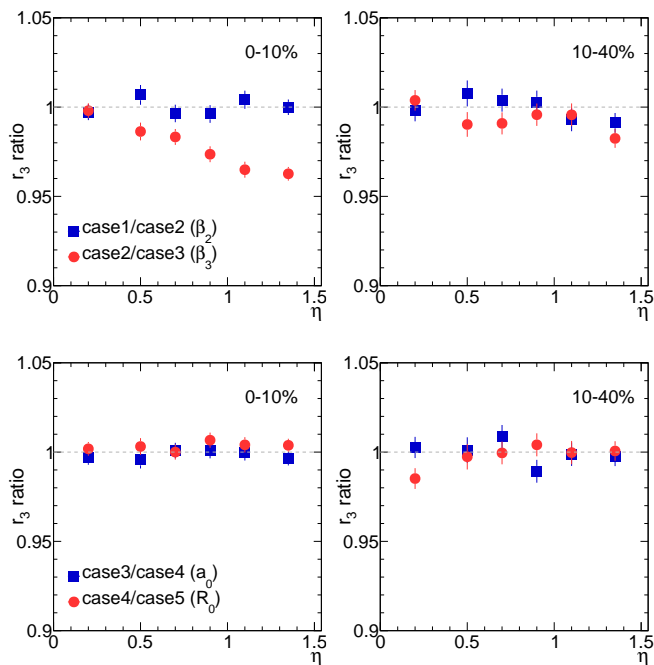 1.05
0-10%
1
r₃ ratio
0.95
case1/case2 (β₂)
case2/case3 (β₃)
0.9
0 0.5 1 1.5
η
1.05
10-40%
1
r₃ ratio
0.95
0.9
0 0.5 1 1.5
η
1.05
0-10%
1
r₃ ratio
0.95
case3/case4 (a₀)
case4/case5 (R₀)
0.9
0 0.5 1 1.5
η
1.05
10-40%
1
r₃ ratio
0.95
0.9
0 0.5 1 1.5
η